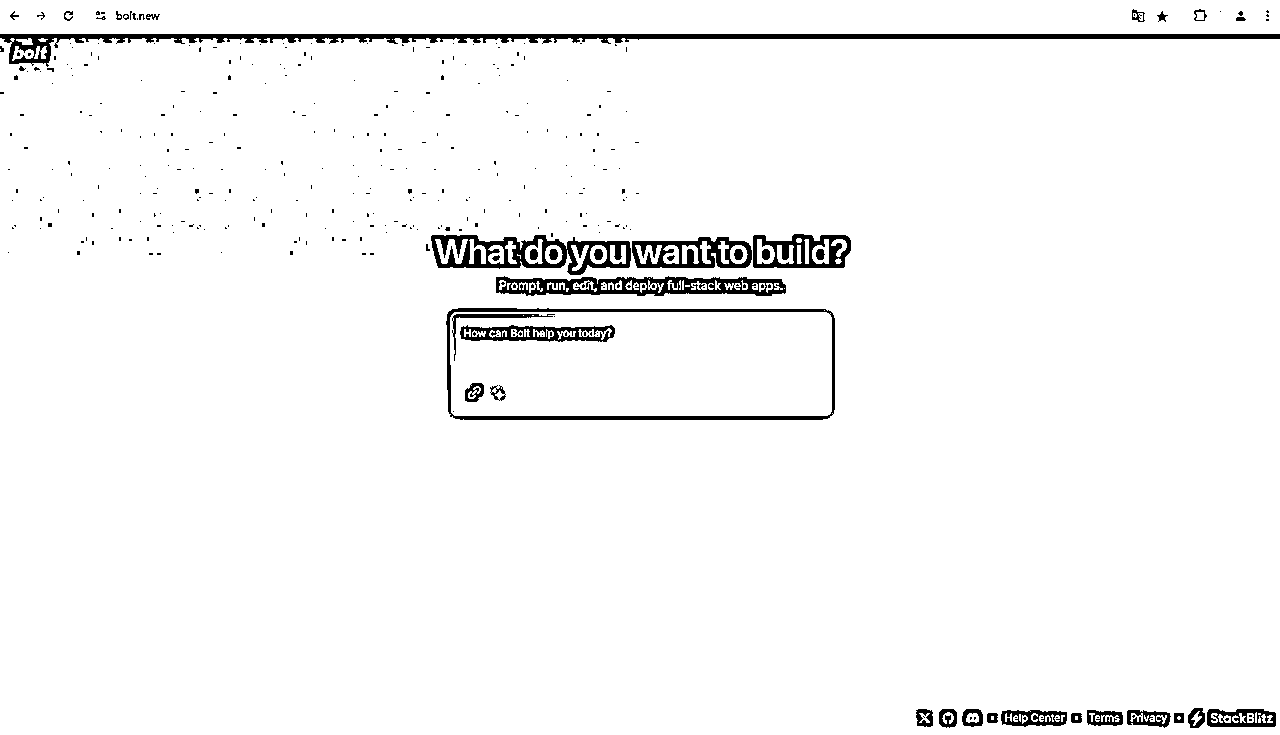 bolt.new
bolt
What do you want to build?
Prompt, run, edit, and deploy full-stack web apps.
How can Bolt help you today?
Help Center Terms Privacy StackBlitz